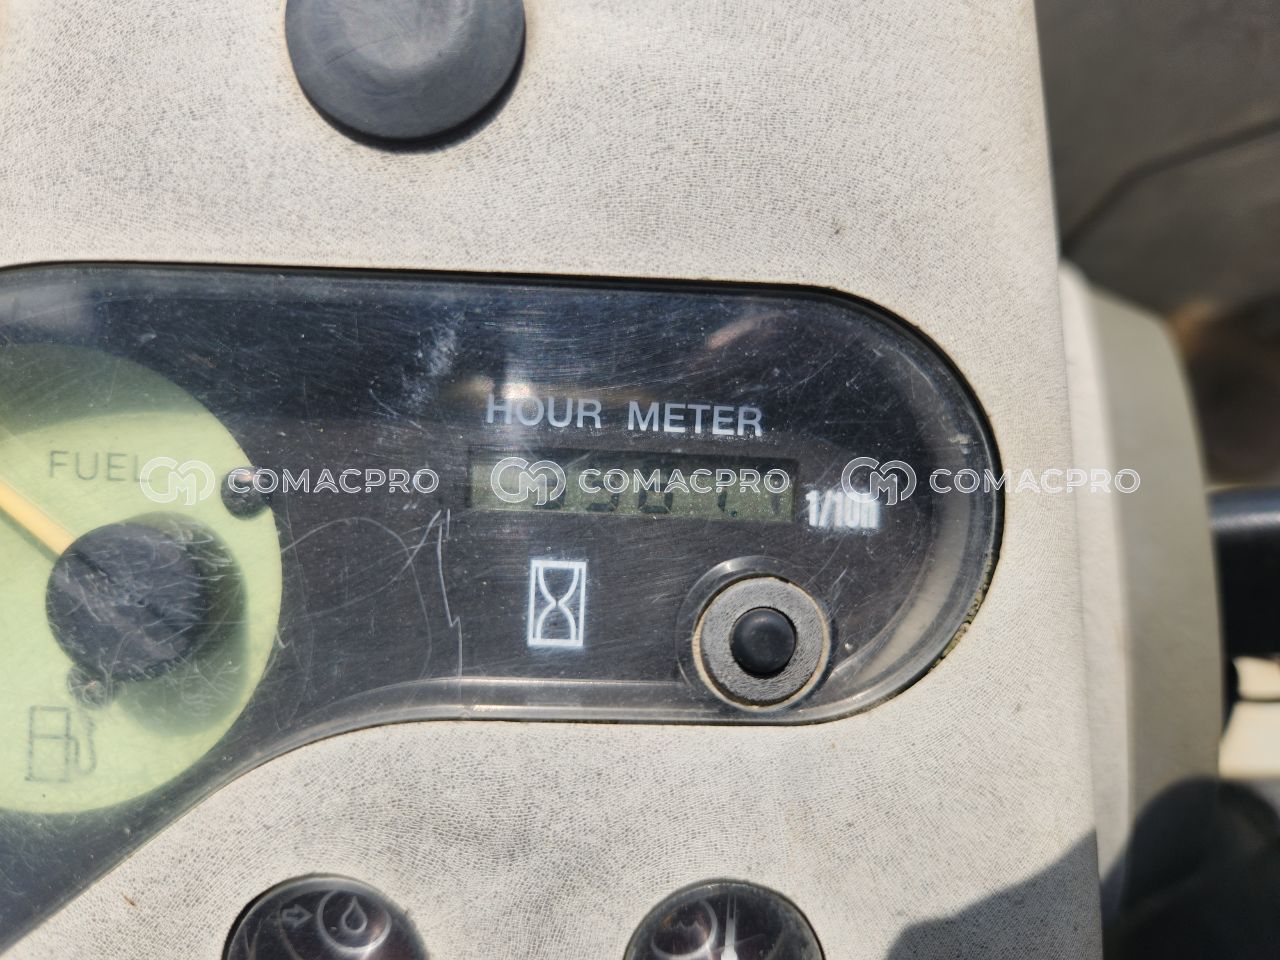 HOUR METER
FUEL
COMACPRO COMACPRO COMACPRO
1/10h